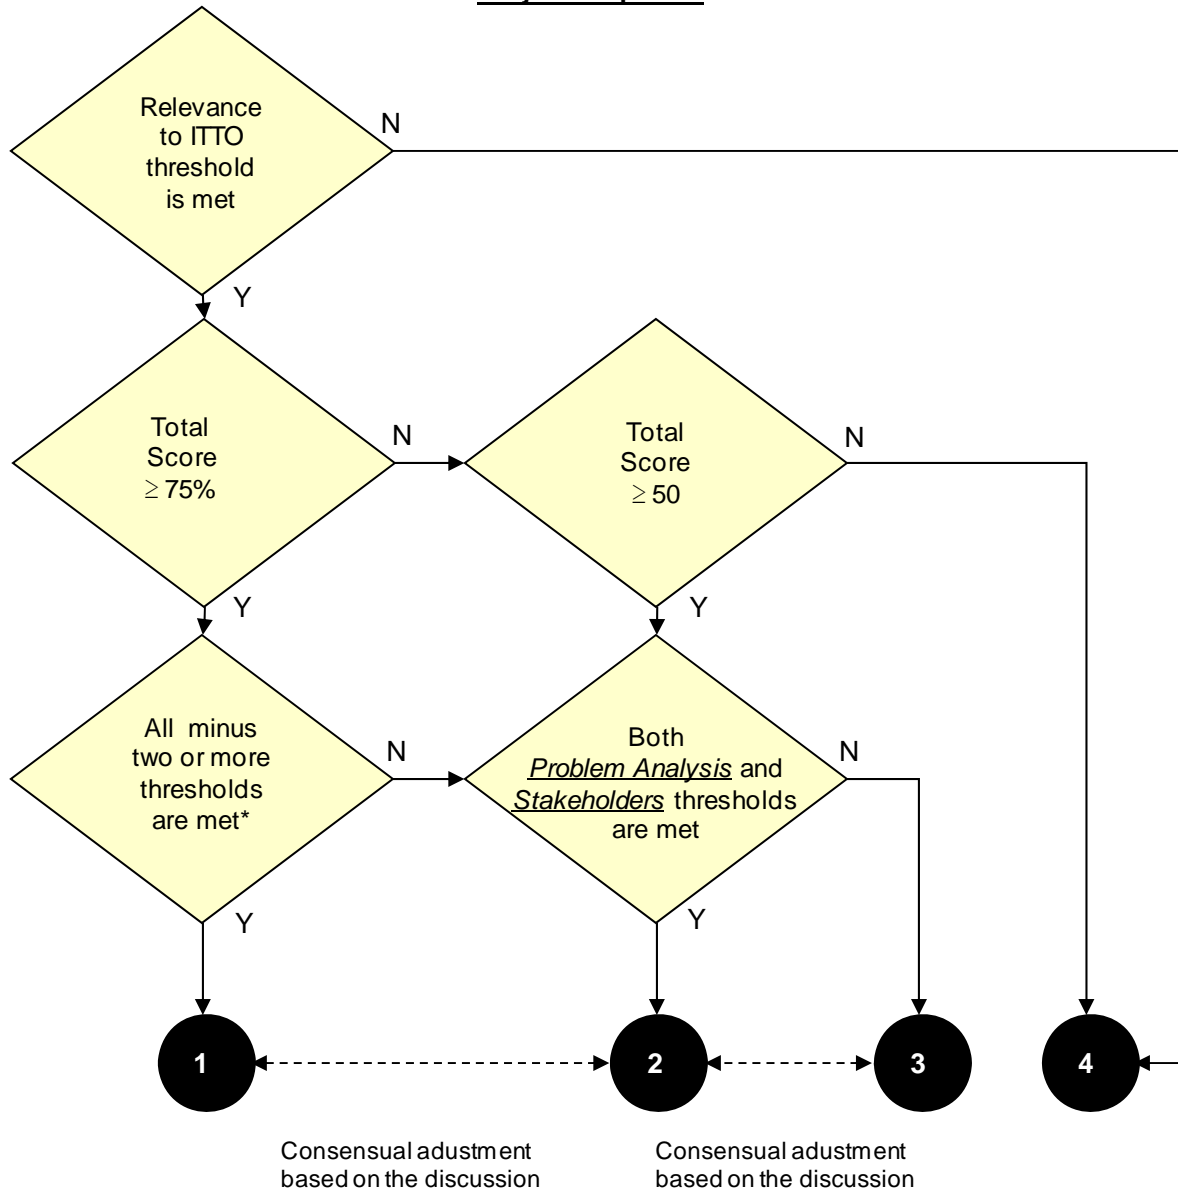 Relevance
to ITTO
threshold
is met
N
Y
Total
Score
≥ 75%
N
Total
Score
≥ 50
N
Y
Y
All minus
two or more
thresholds
are met*
N
Both
Problem Analysis and
Stakeholders thresholds
are met
N
Y
Y
1
2
3
4
Consensual adustment
based on the discussion
Consensual adustment
based on the discussion